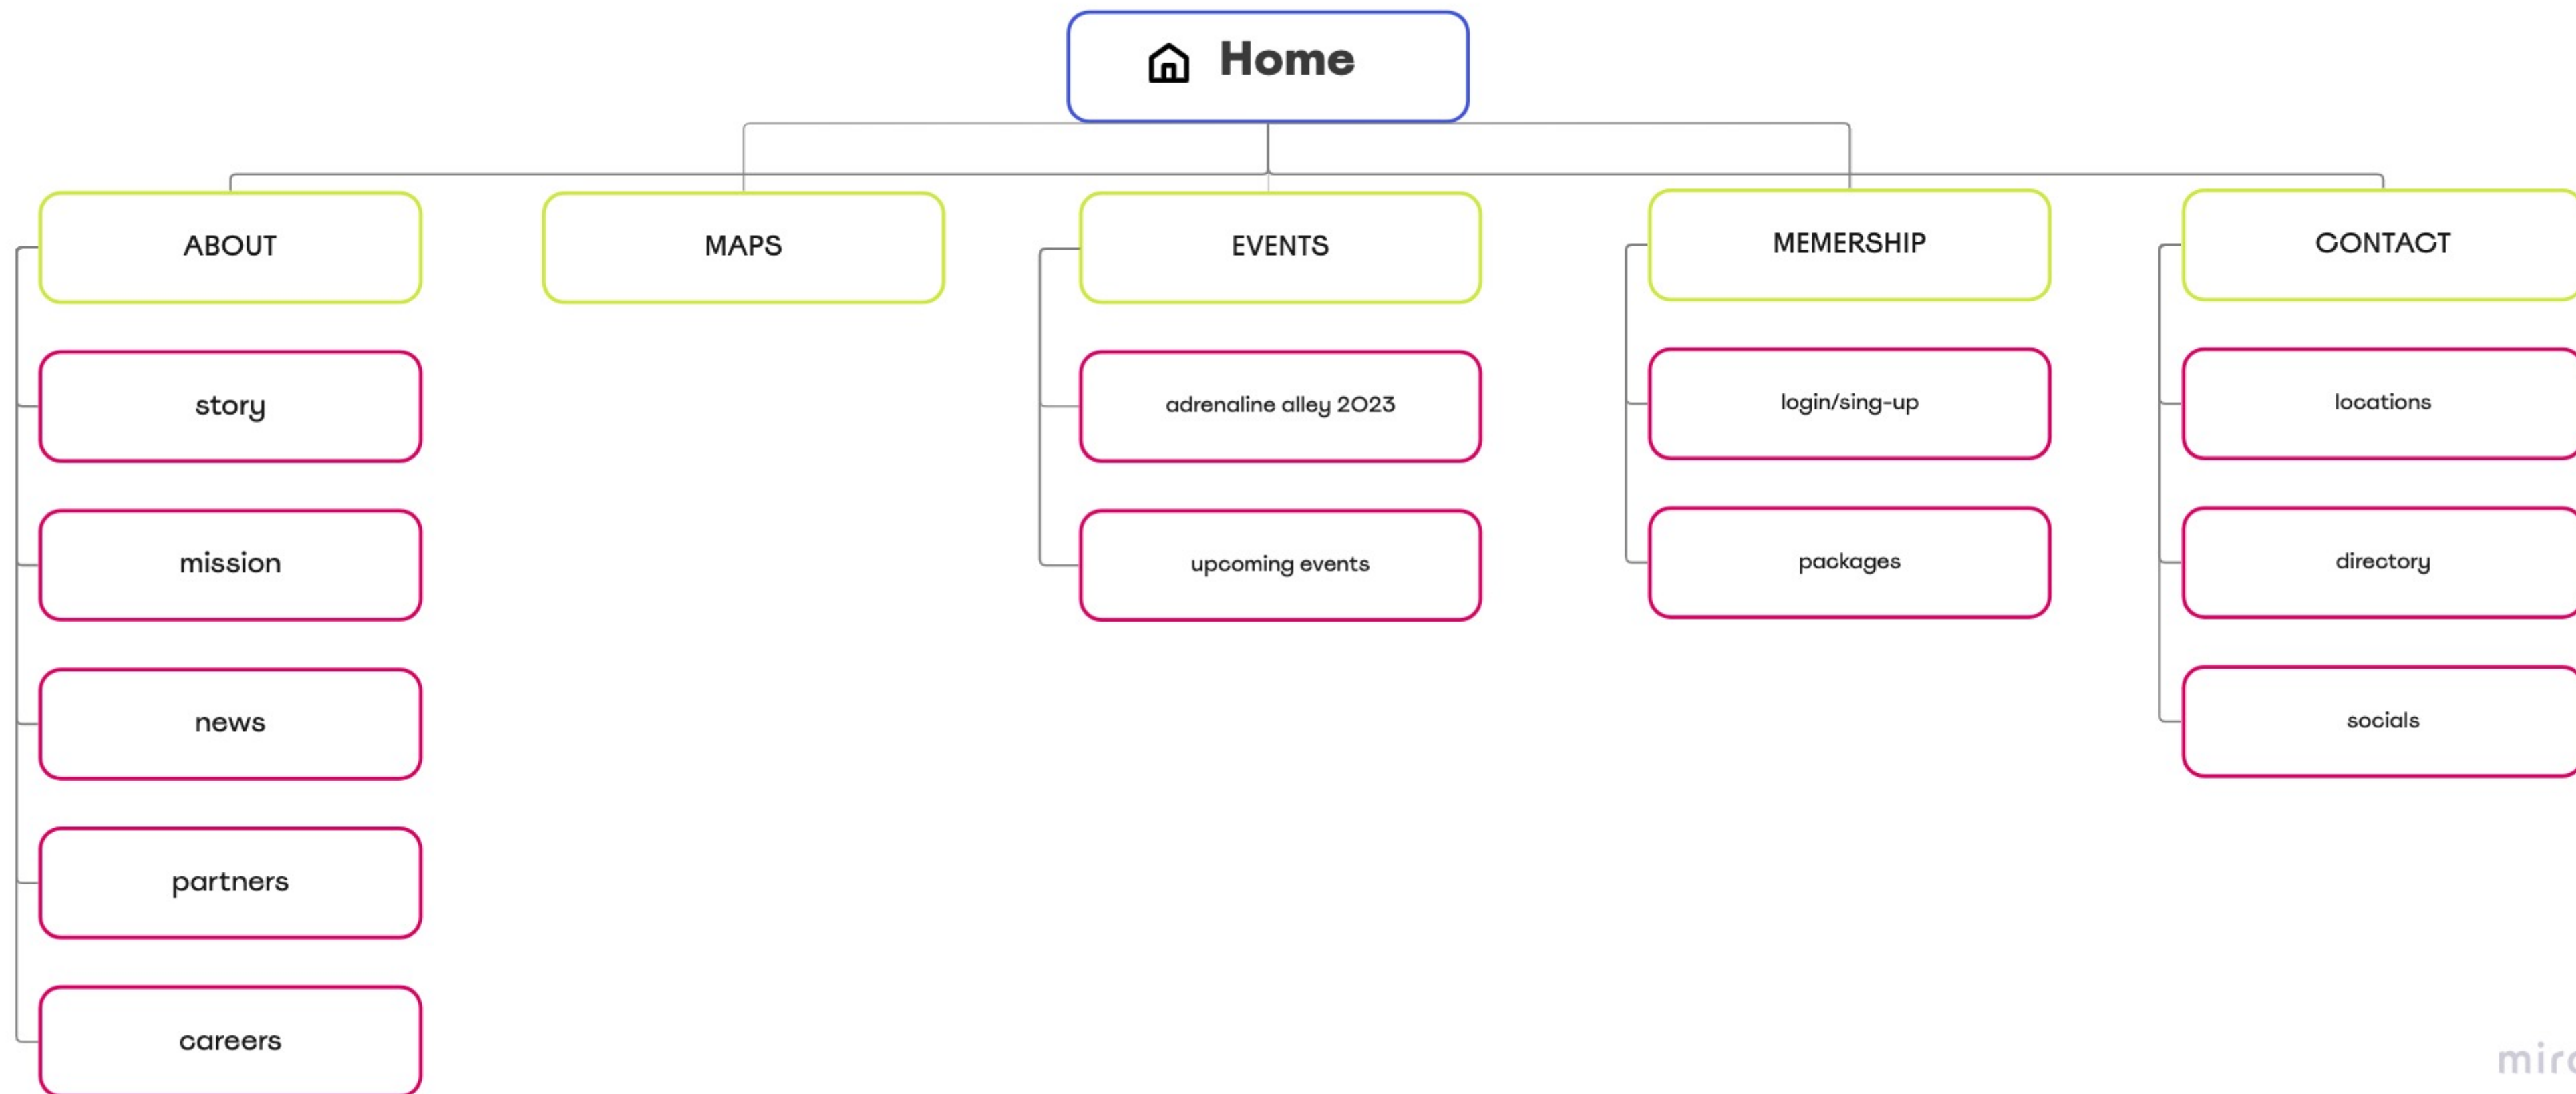 Home
ABOUT
MAPS
EVENTS
MEMERSHIP
CONTACT
story
adrenaline alley 2023
login/sing-up
locations
mission
upcoming events
packages
directory
news
socials
partners
careers